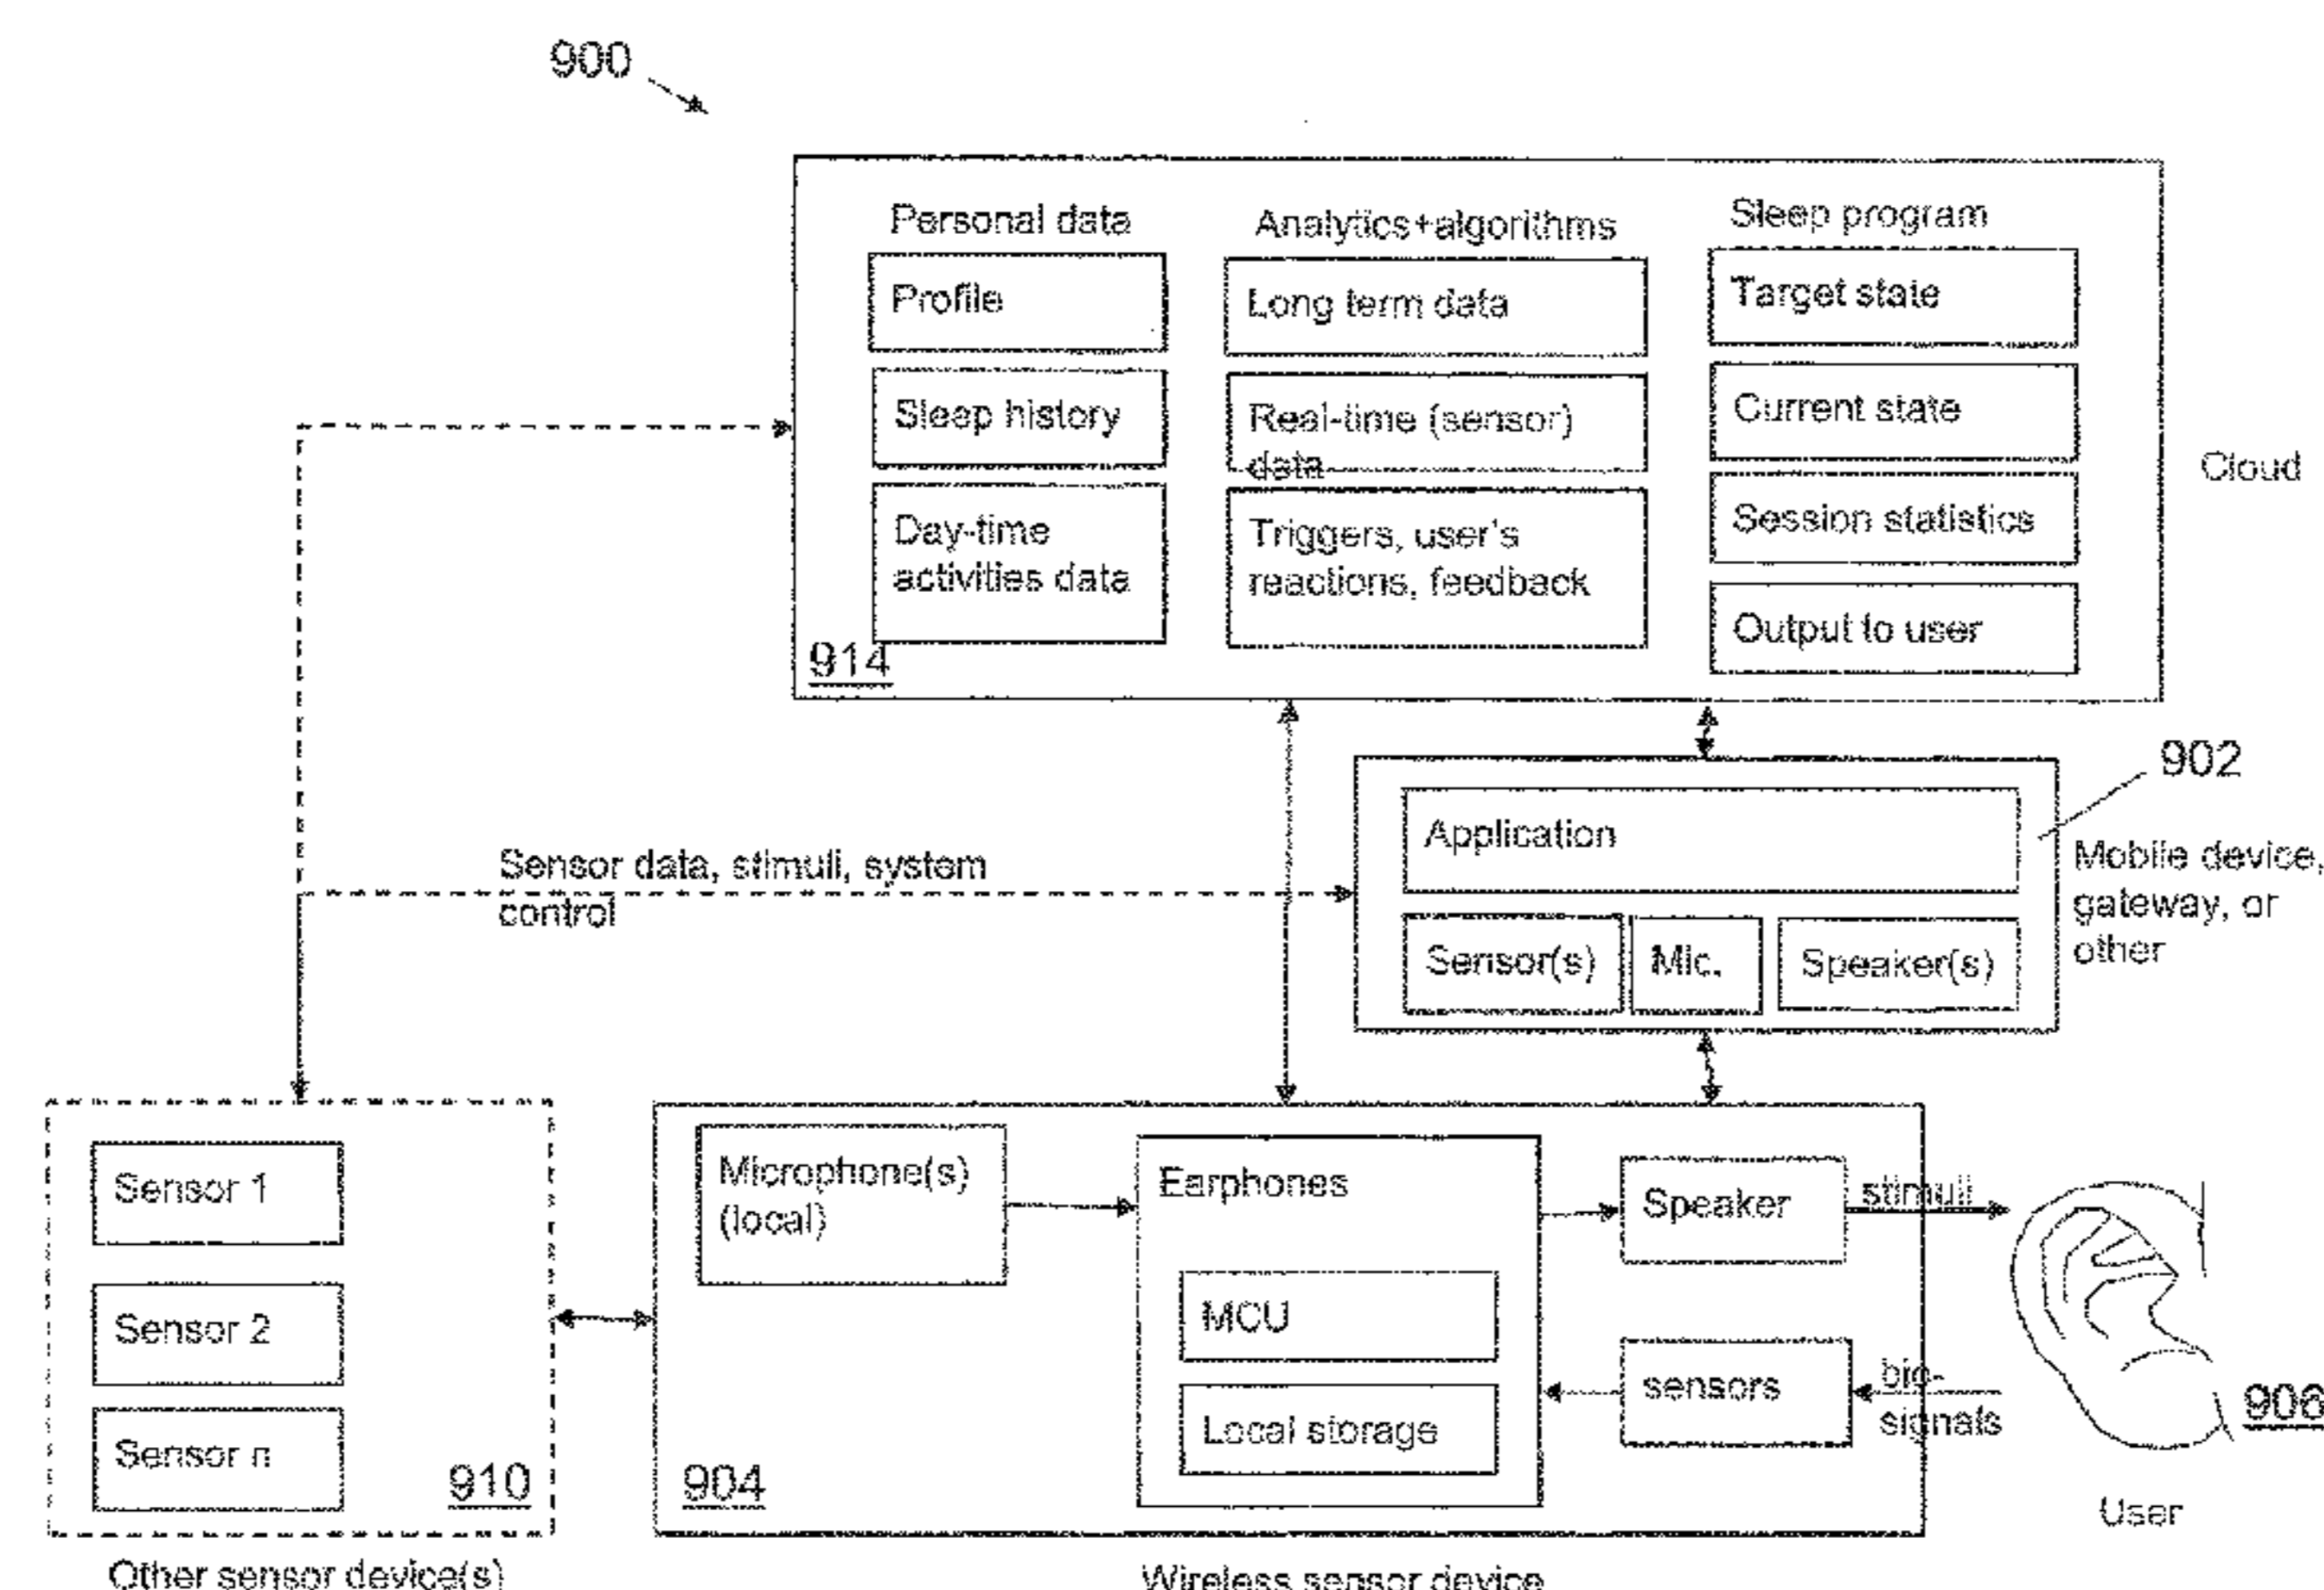 900
Personal data
Profile
Sleep history
Day-time
activities data
Analytics+algorithms
Long term data
Real-time (sensor)
data
Triggers, user's
reactions, feedback
Sleep program
Target state
Current state
Session statistics
Output to user
914
Cloud
902
Application
Sensor(s)
Mic.
Speaker(s)
Mobile device,
gateway, or
other
Sensor data, stimuli, system
control
Sensor 1
Sensor 2
Sensor n
910
Other sensor device(s)
Microphone(s)
(local)
Earphones
MCU
Local storage
Speaker
sensors
904
Wireless sensor device
stimuli
bio-
signals
906
User